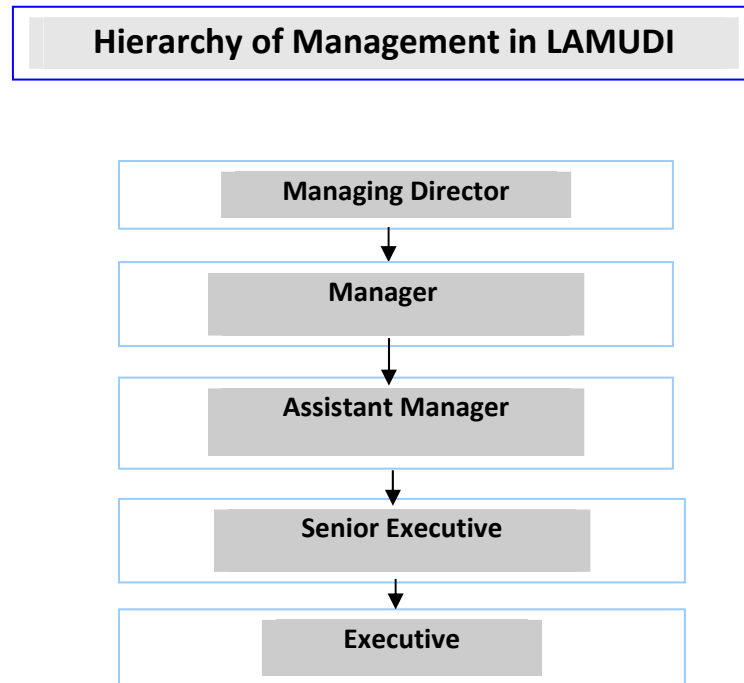 Hierarchy of Management in LAMUDI
Managing Director
Manager
Assistant Manager
Senior Executive
Executive